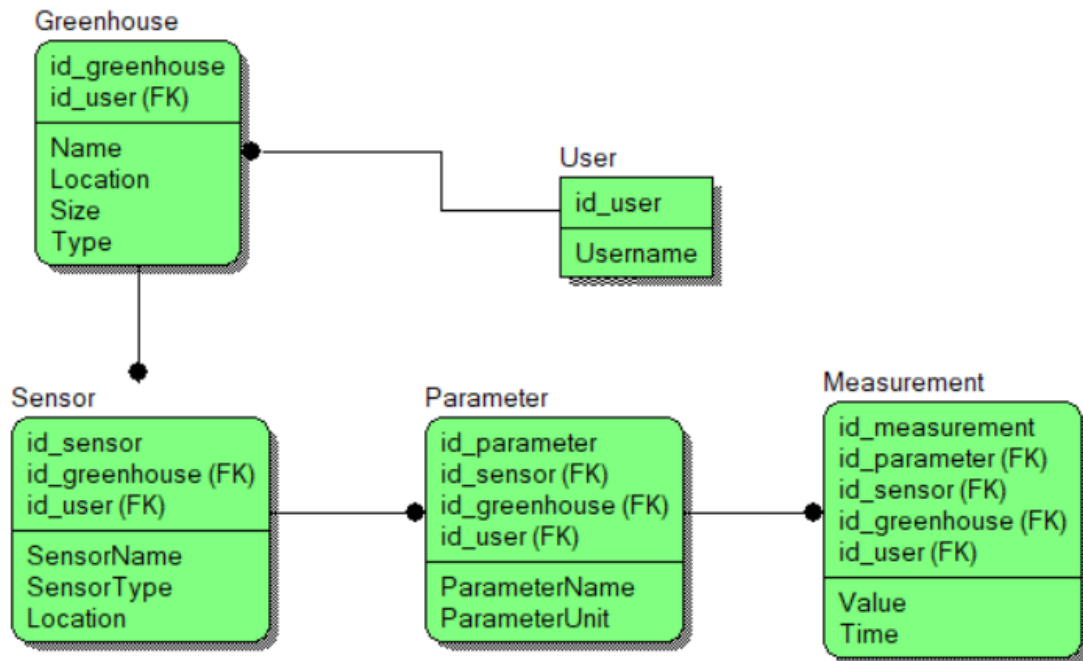 Greenhouse
id_greenhouse
id_user (FK)
Name
Location
Size
Type
User
id_user
Username
Sensor
id_sensor
id_greenhouse (FK)
id_user (FK)
SensorName
SensorType
Location
Parameter
id_parameter
id_sensor (FK)
id_greenhouse (FK)
id_user (FK)
ParameterName
ParameterUnit
Measurement
id_measurement
id_parameter (FK)
id_sensor (FK)
id_greenhouse (FK)
id_user (FK)
Value
Time